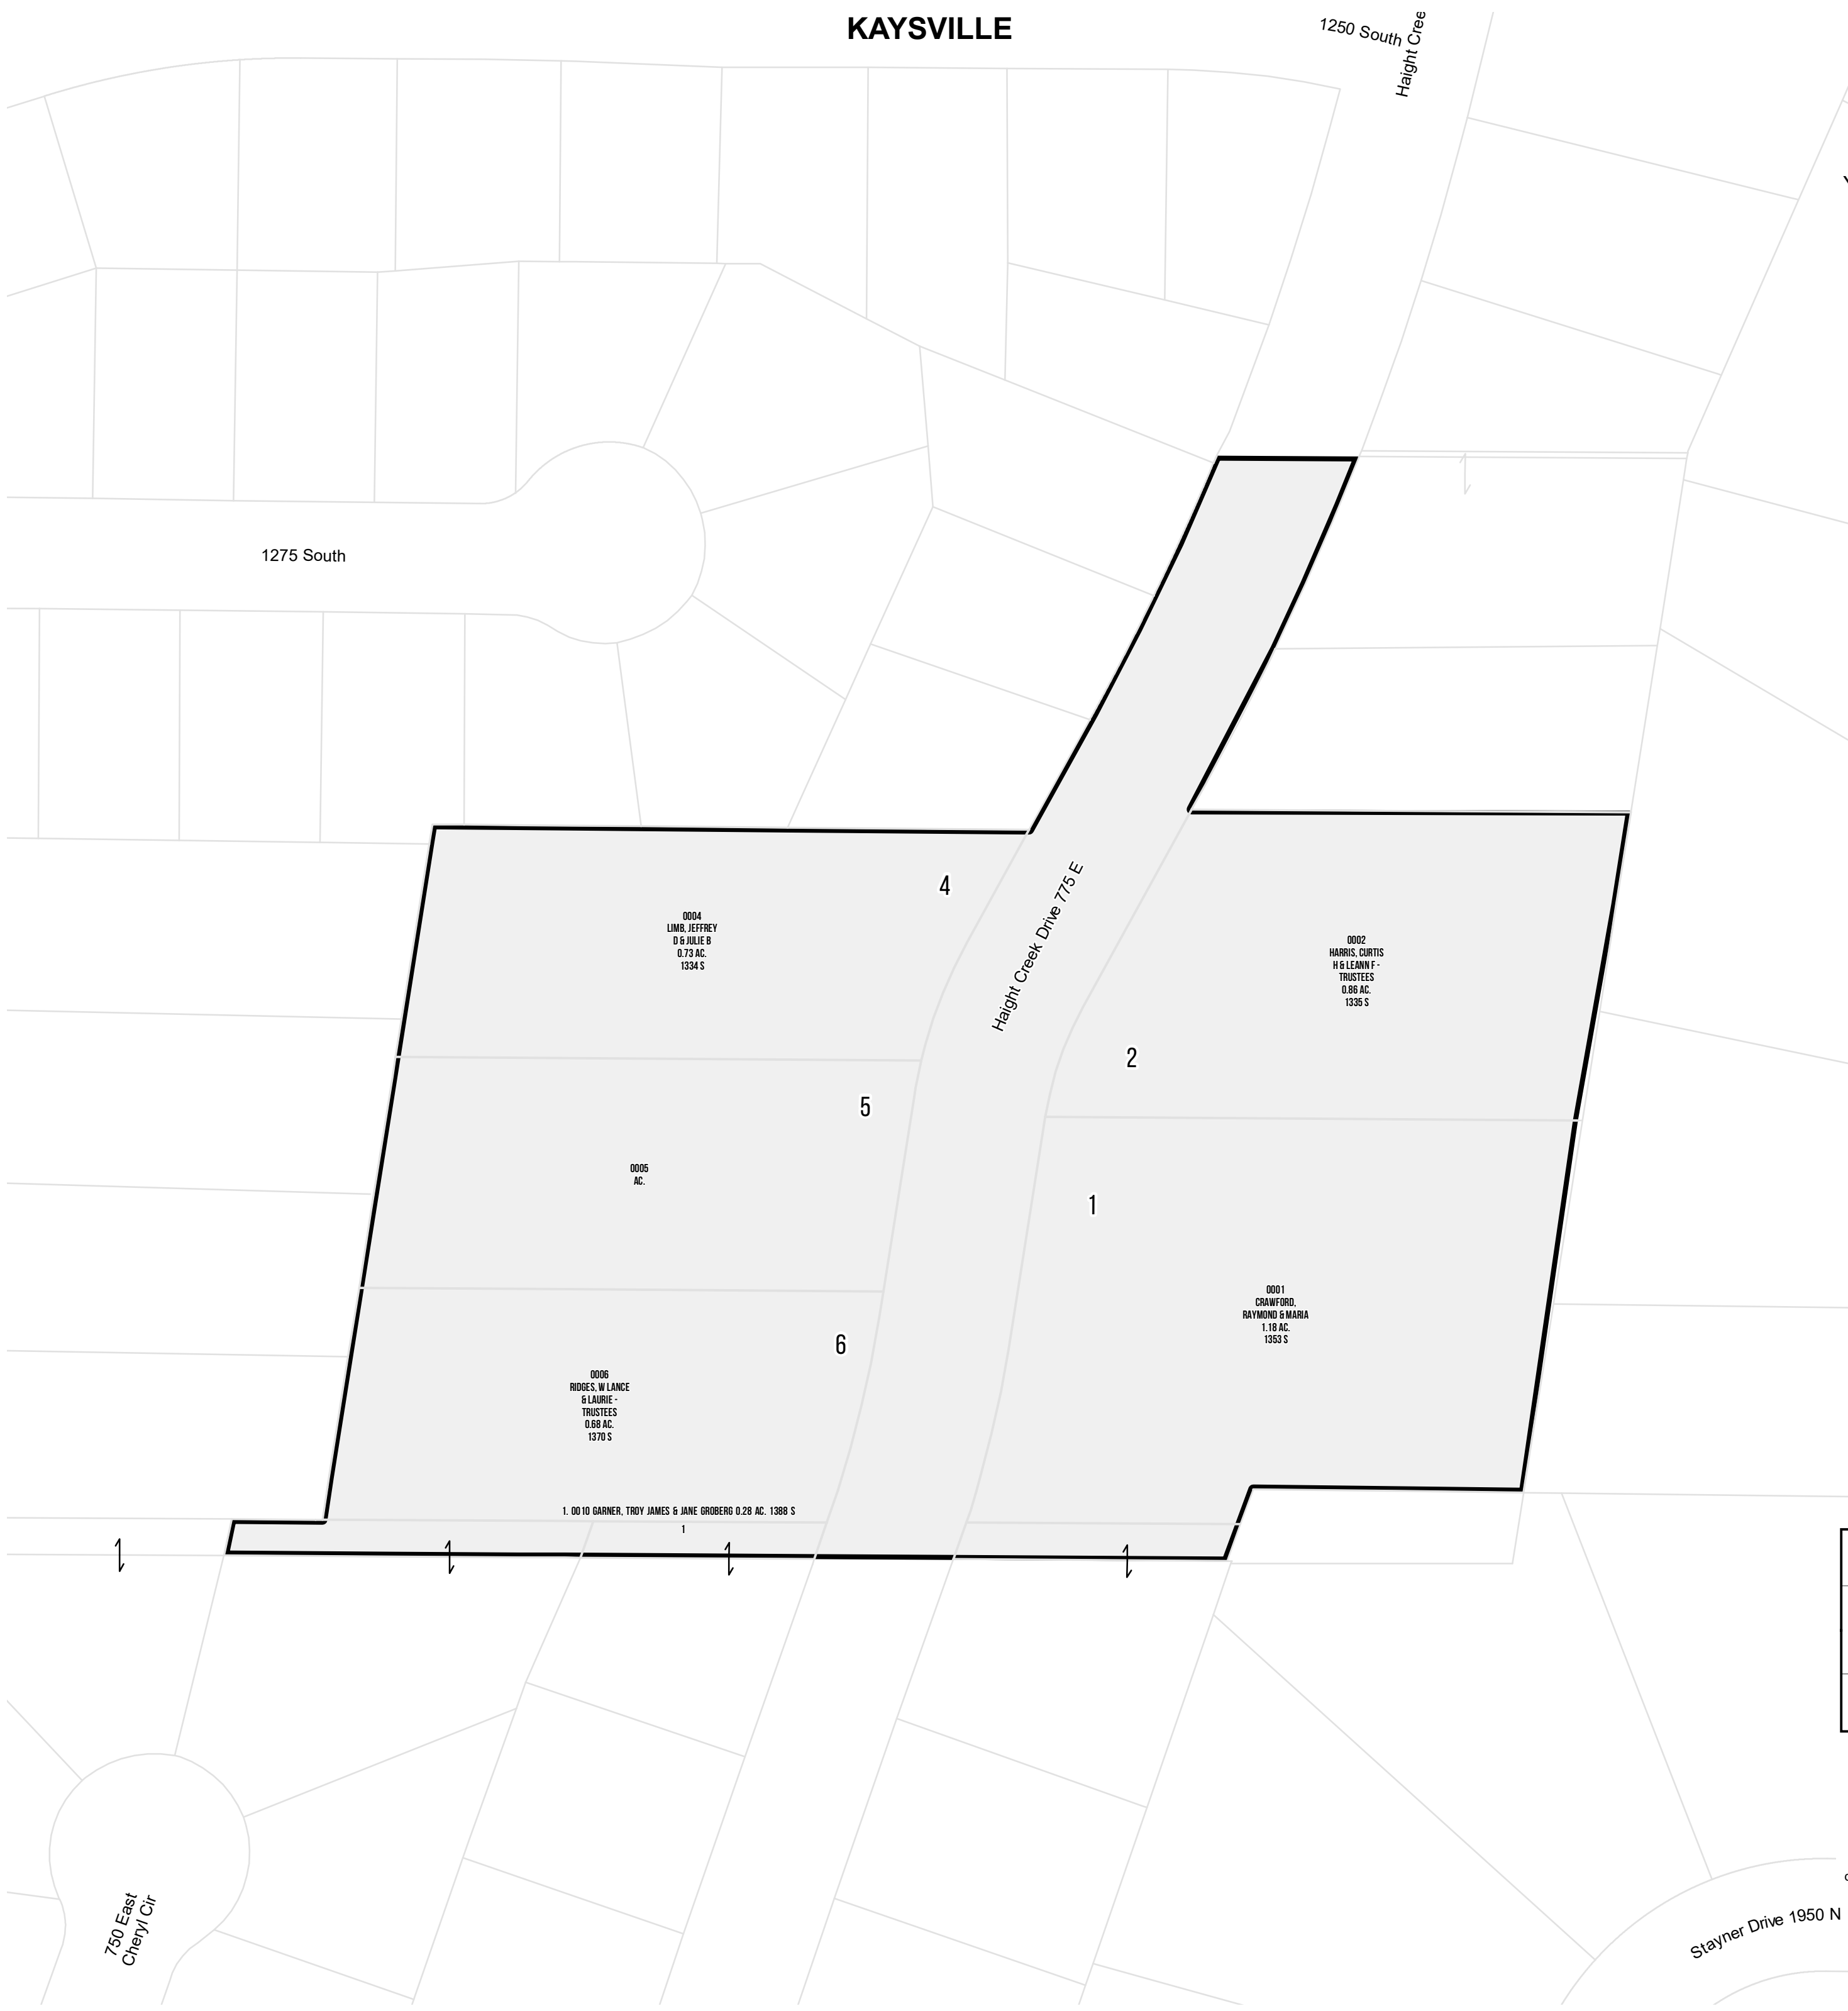 KAYSVILLE
1250 South
Haight Cree
1275 South
4
0004
LIMB, JEFFREY
D & JULIE B
0.73 AC.
1334 S
Haight Creek Drive 775 E
0002
HARRIS, CURTIS
H & LEANN F -
TRUSTEES
0.86 AC.
1335 S
2
5
0005
AC.
1
0001
CRAWFORD,
RAYMOND & MARIA
1.18 AC.
1353 S
6
0006
RIDGES, W LANCE
& LAURIE -
TRUSTEES
0.68 AC.
1370 S
1. 0010 GARNER, TROY JAMES & JANE GROBERG 0.28 AC. 1388 S
1
750 East
Cheryl Cir
Stayner Drive 1950 N